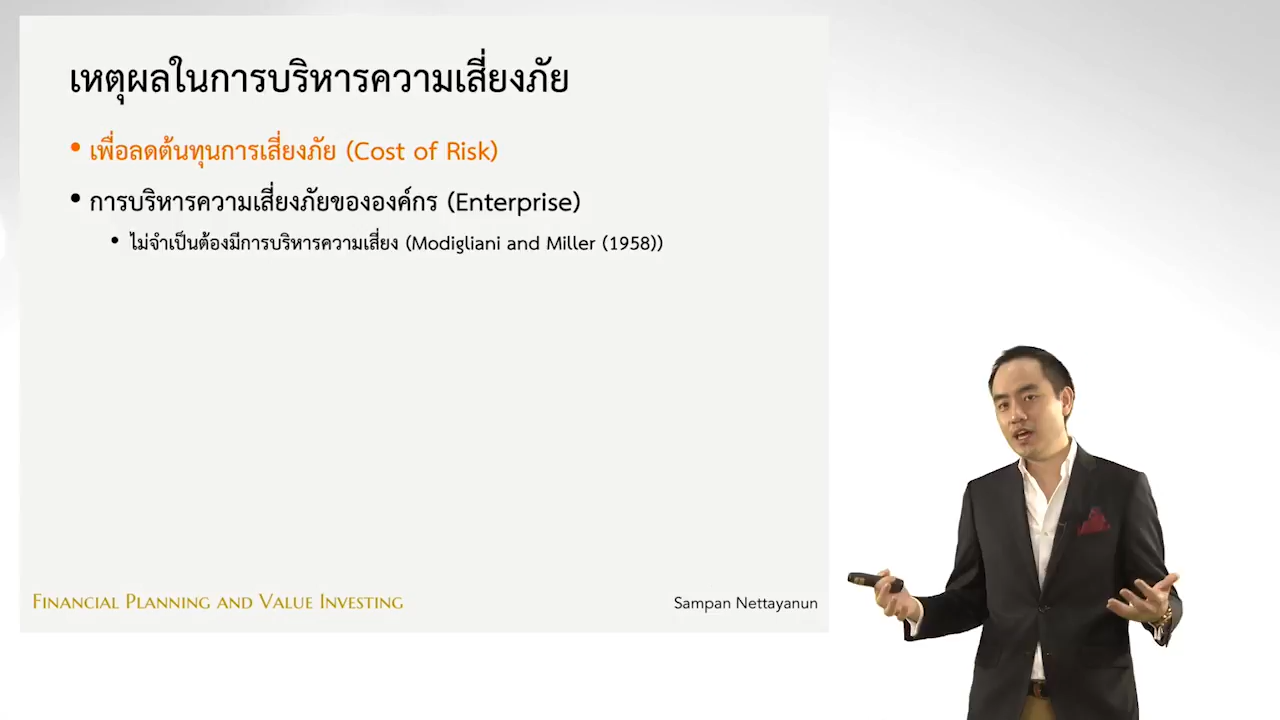 เหตุผลในการบริหารความเสี่ยงภัย
• เพื่อลดต้นทุนการเสี่ยงภัย (Cost of Risk)
• การบริหารความเสี่ยงภัยขององค์กร (Enterprise)
• ไม่จำเป็นต้องมีการบริหารความเสี่ยง (Modigliani and Miller (1958))
Financial Planning and Value Investing
Sampan Nettayanun